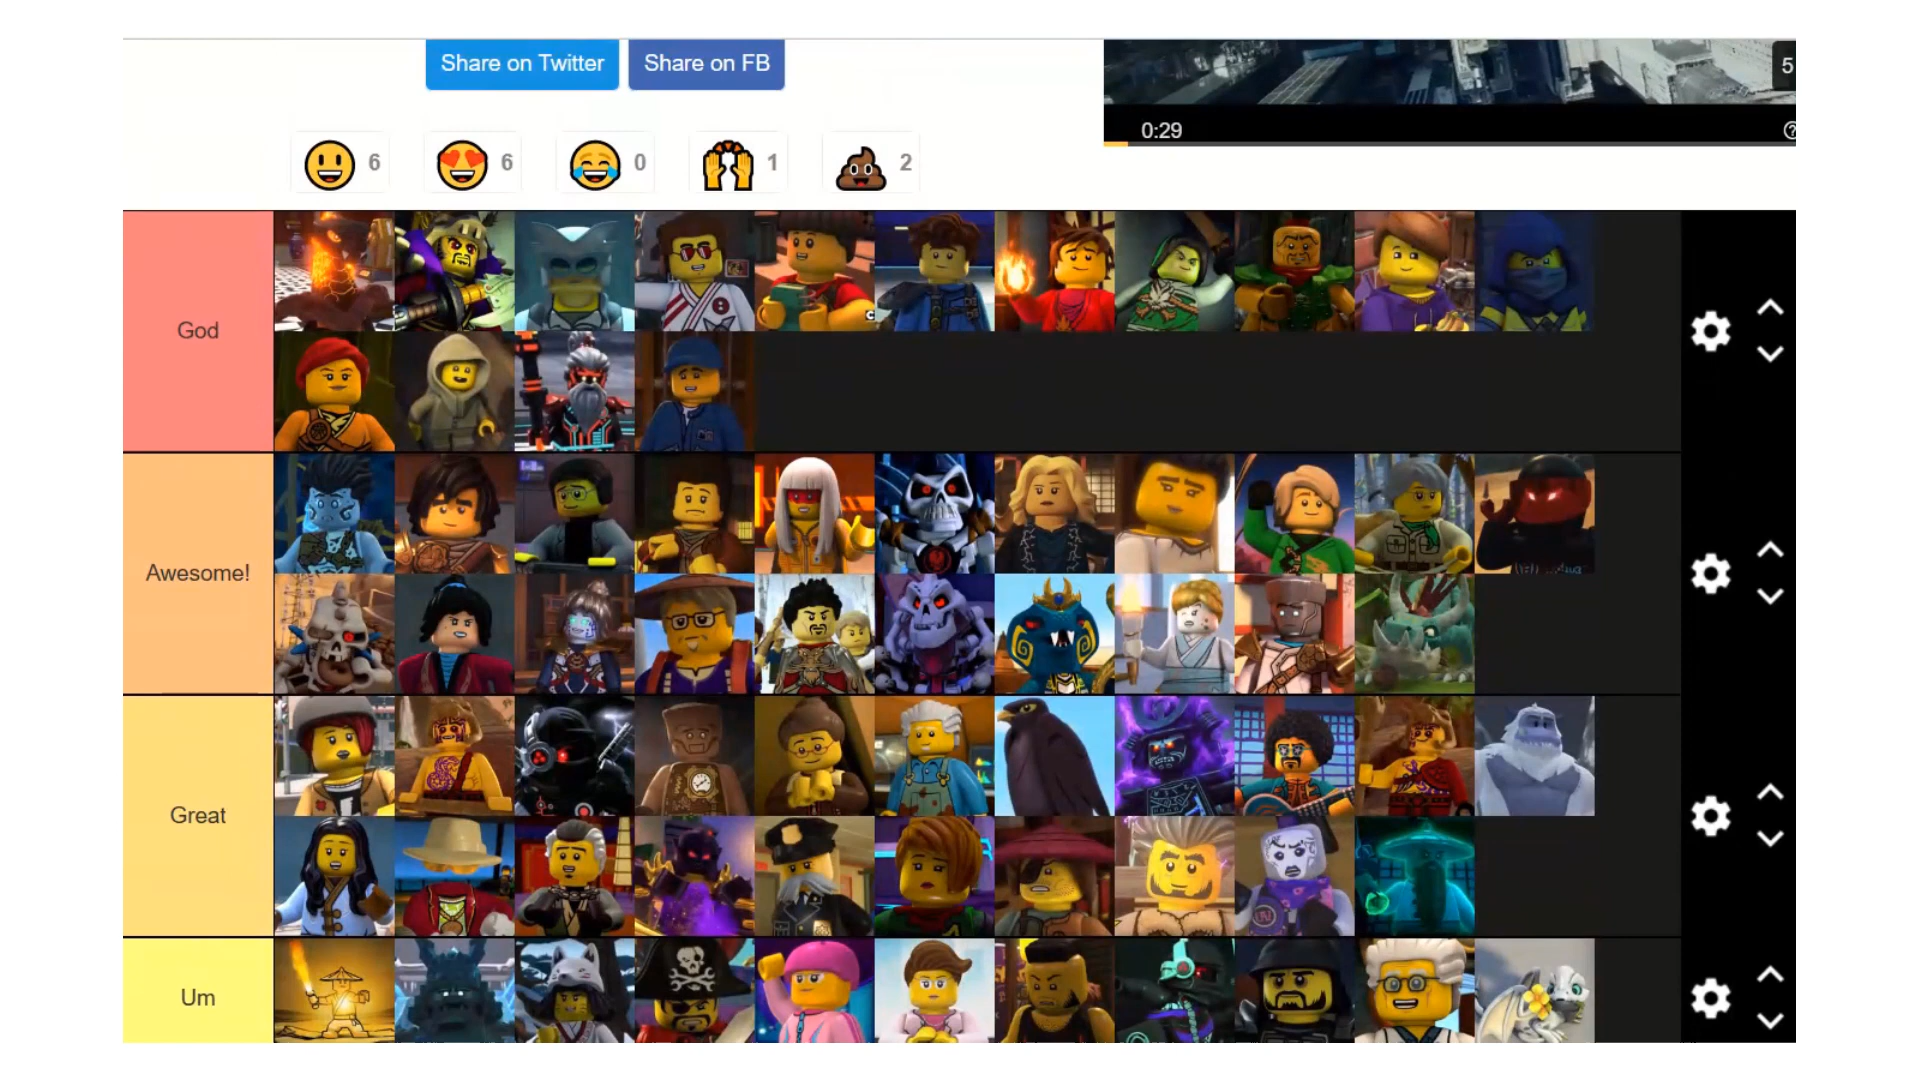 Share on Twitter
Share on FB
5
0:29
6
6
0
1
2
God
Awesome!
Great
Um